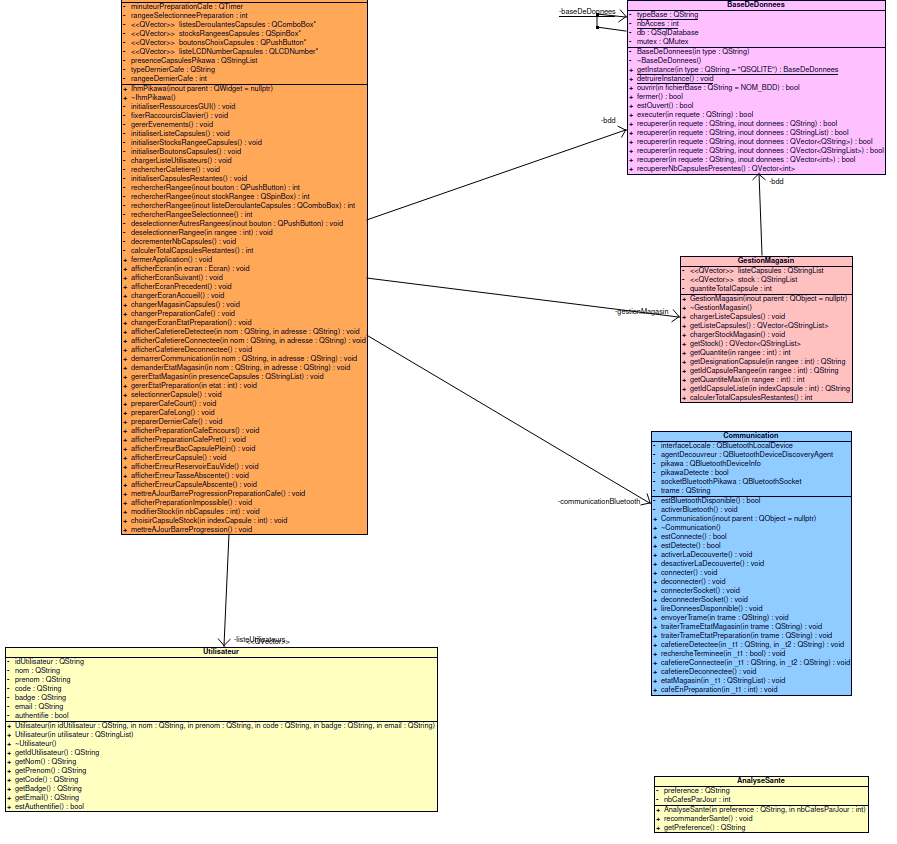 - minuteurPreparationCafe : QTimer
- rangeeSelectionneePreparation : int
- <<QVector>> listesDeroulantesCapsules : QComboBox"
- <<QVector>> stocksRangeesCapsules : QSpinBox"
- <<QVector>> boutonsChoixCapsules : QPushButton"
- <<QVector>> listeLCDNumberCapsules : QLCDNumber"
- presenceCapsulesPikawa : QStringList
- typeDernierCafe : QString
- rangeeDernierCafe : int
+ IhmPikawa(inout parent : QWidget = nullptr)
+ ~IhmPikawa()
- initialiserRessourcesGUI() : void
- fixerRaccourcisClavier() : void
- gererEvenements() : void
- initialiserListeCapsules() : void
- initialiserStocksRangeeCapsules() : void
- initialiserBoutonsCapsules() : void
- chargerListeUtilisateurs() : void
- rechercherCafetiere() : void
- initialiserCapsulesRestantes() : void
- rechercherRangee(inout bouton : QPushButton) : int
- rechercherRangee(inout stockRangee : QSpinBox) : int
- rechercherRangee(inout listeDeroulanteCapsules : QComboBox) : int
- rechercherRangeeSelectionnee() : int
- deselectionnerAutresRangees(inout bouton : QPushButton) : void
- deselectionnerRangee(in rangee : int) : void
- decrementerNbCapsules() : void
- calculerTotalCapsulesRestantes() : int
+ fermerApplication() : void
+ afficherEcran(in ecran : Ecran) : void
+ afficherEcranSuivant() : void
+ afficherEcranPrecedent() : void
+ changerEcranAccueil() : void
+ changerMagasinCapsules() : void
+ changerPreparationCafe() : void
+ changerEcranEtatPreparation() : void
+ afficherCafetiereDetectee(in nom : QString, in adresse : QString) : void
+ afficherCafetiereConnectee(in nom : QString, in adresse : QString) : void
+ afficherCafetiereDeconnectee() : void
+ demarrerCommunication(in nom : QString, in adresse : QString) : void
+ demanderEtatMagasin(in nom : QString, in adresse : QString) : void
+ gererEtatMagasin(in presenceCapsules : QStringList) : void
+ gererEtatPreparation(in etat : int) : void
+ selectionnerCapsule() : void
+ preparerCafeCourt() : void
+ preparerCafeLong() : void
+ preparerDernierCafe() : void
+ afficherPreparationCafeEncours() : void
+ afficherPreparationCafePret() : void
+ afficherErreurBacCapsulePlein() : void
+ afficherErreurCapsule() : void
+ afficherErreurReservoirEauVide() : void
+ afficherErreurTasseAbscente() : void
+ afficherErreurCapsuleAbscente() : void
+ mettreAJourBarreProgressionPreparationCafe() : void
+ afficherPreparationImpossible() : void
+ modifierStock(in nbCapsules : int) : void
+ choisirCapsuleStock(in indexCapsule : int) : void
+ mettreAJourBarreProgression() : void
-baseDeDonnees
BaseDeDonnees
- typeBase : QString
- nbAcces : int
- db : QSqlDatabase
- mutex : QMutex
- BaseDeDonnees(in type : QString)
- ~BaseDeDonnees()
+ getInstance(in type : QString = "QSQLITE") : BaseDeDonnees
+ detruireInstance() : void
+ ouvrir(in fichierBase : QString = NOM_BDD) : bool
+ fermer() : bool
+ estOuvert() : bool
+ executer(in requete : QString) : bool
+ recuperer(in requete : QString, inout donnees : QString) : bool
+ recuperer(in requete : QString, inout donnees : QStringList) : bool
+ recuperer(in requete : QString, inout donnees : QVector<QString>) : bool
+ recuperer(in requete : QString, inout donnees : QVector<QStringList>) : bool
+ recuperer(in requete : QString, inout donnees : QVector<int>) : bool
+ recupererNbCapsulesPresentes() : QVector<int>
-bdd
-bdd
GestionMagasin
- <<QVector>> listeCapsules : QStringList
- <<QVector>> stock : QStringList
- quantiteTotalCapsule : int
+ GestionMagasin(inout parent : QObject = nullptr)
+ ~GestionMagasin()
+ chargerListeCapsules() : void
+ getListeCapsules() : QVector<QStringList>
+ chargerStockMagasin() : void
+ getStock() : QVector<QStringList>
+ getQuantite(in rangee : int) : int
+ getDesignationCapsule(in rangee : int) : QString
+ getIdCapsuleRangee(in rangee : int) : QString
+ getQuantiteMax(in rangee : int) : int
+ getIdCapsuleListe(in indexCapsule : int) : QString
+ calculerTotalCapsulesRestantes() : int
-gestionMagasin
Communication
- interfaceLocale : QBluetoothLocalDevice
- agentDecouvreur : QBluetoothDeviceDiscoveryAgent
- pikawa : QBluetoothDeviceInfo
- pikawaDetecte : bool
- socketBluetoothPikawa : QBluetoothSocket
- trame : QString
- estBluetoothDisponible() : bool
- activerBluetooth() : void
+ Communication(inout parent : QObject = nullptr)
+ ~Communication()
+ estConnecte() : bool
+ estDetecte() : bool
+ activerLaDecouverte() : void
+ desactiverLaDecouverte() : void
+ connecter() : void
+ deconnecter() : void
+ connecterSocket() : void
+ deconnecterSocket() : void
+ lireDonneesDisponnible() : void
+ envoyerTrame(in trame : QString) : void
+ traiterTrameEtatMagasin(in trame : QString) : void
+ traiterTrameEtatPreparation(in trame : QString) : void
+ cafetiereDetectee(in _t1 : QString, in _t2 : QString) : void
+ rechercheTerminee(in _t1 : bool) : void
+ cafetiereConnectee(in _t1 : QString, in _t2 : QString) : void
+ cafetiereDeconnectee() : void
+ etatMagasin(in _t1 : QStringList) : void
+ cafeEnPreparation(in _t1 : int) : void
-communicationBluetooth
-listeUtilisateurs
<<QVector>>
Utilisateur
- idUtilisateur : QString
- nom : QString
- prenom : QString
- code : QString
- badge : QString
- email : QString
- authentifie : bool
+ Utilisateur(in idUtilisateur : QString, in nom : QString, in prenom : QString, in code : QString, in badge : QString, in email : QString)
+ Utilisateur(in utilisateur : QStringList)
+ ~Utilisateur()
+ getIdUtilisateur() : QString
+ getNom() : QString
+ getPrenom() : QString
+ getCode() : QString
+ getBadge() : QString
+ getEmail() : QString
+ estAuthentifie() : bool
AnalyseSante
- preference : QString
- nbCafesParJour : int
+ AnalyseSante(in preference : QString, in nbCafesParJour : int)
+ recommanderSante() : void
+ getPreference() : QString